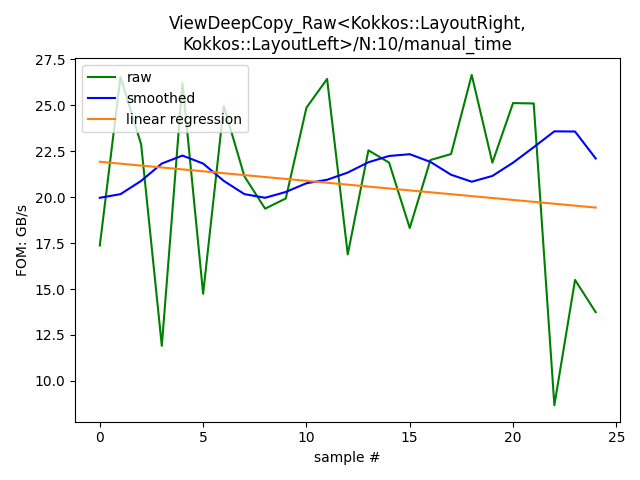 ViewDeepCopy_Raw<Kokkos::LayoutRight,
Kokkos::LayoutLeft>/N:10/manual_time
27.5
25.0
22.5
20.0
17.5
15.0
12.5
10.0
FOM: GB/s
raw
smoothed
linear regression
0
5
10
15
20
25
sample #